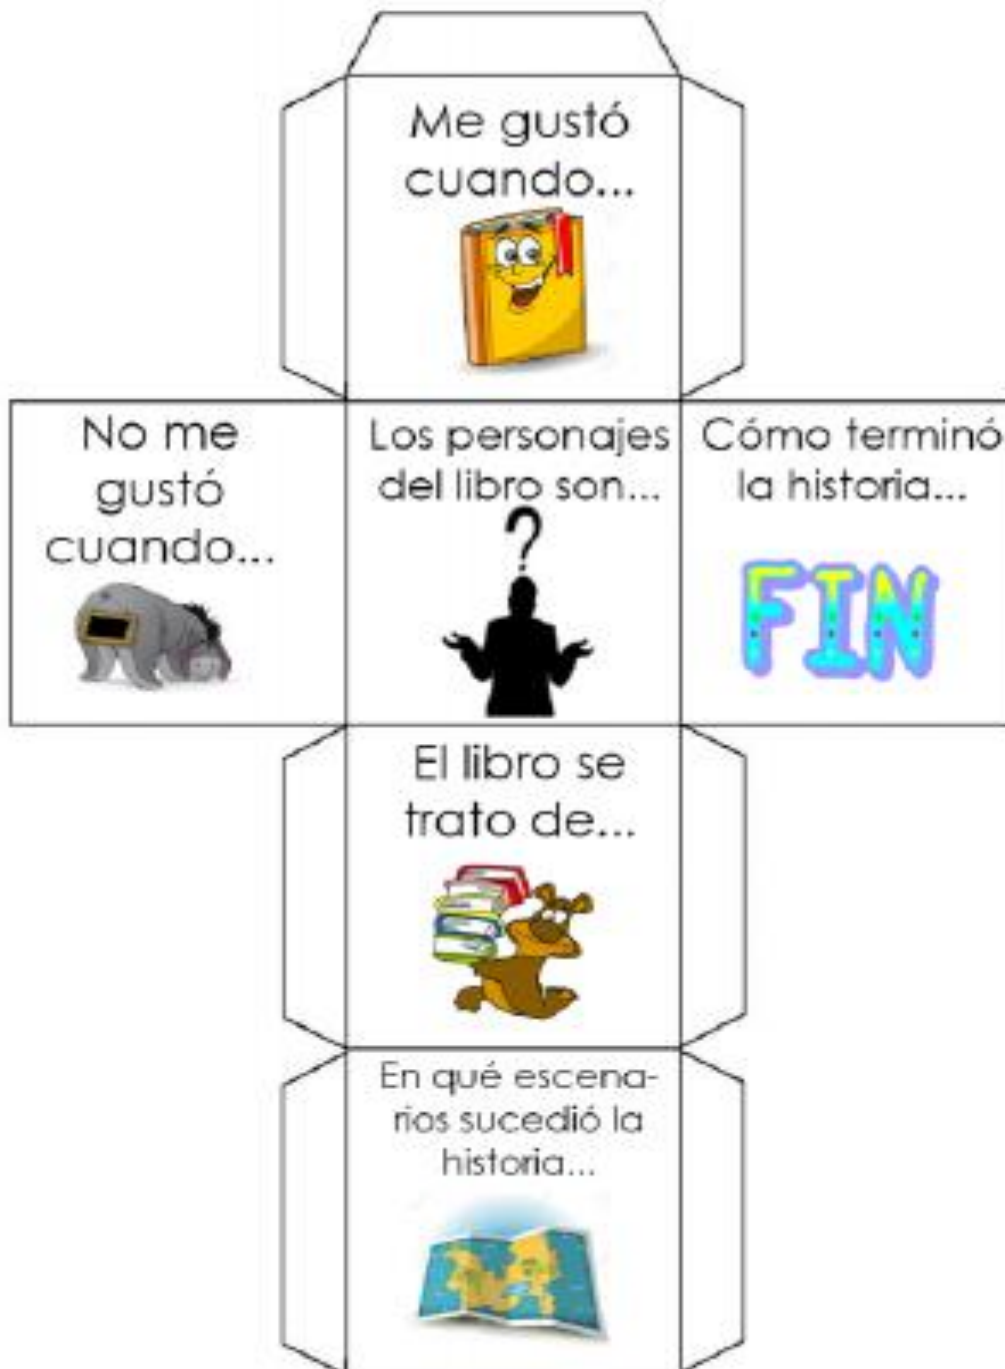 Me gustó
cuando...
No me
gustó
cuando...
Los personajes
del libro son...
Cómo terminó
la historia...
FIN
El libro se
trato de...
En qué escena-
rios sucedió la
historia...